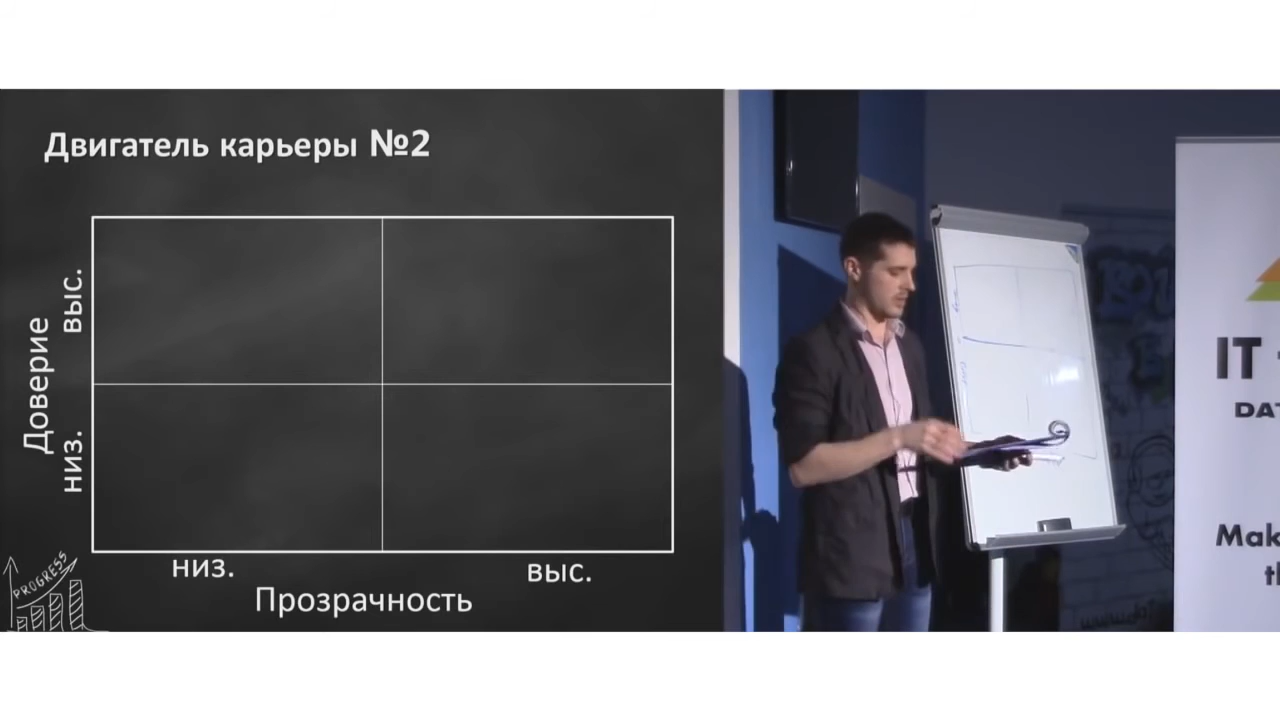 Двигатель карьеры №2
Доверие
выс.
низ.
низ.
выс.
Прозрачность
PROGRESS
IT
DAT
Mak
th